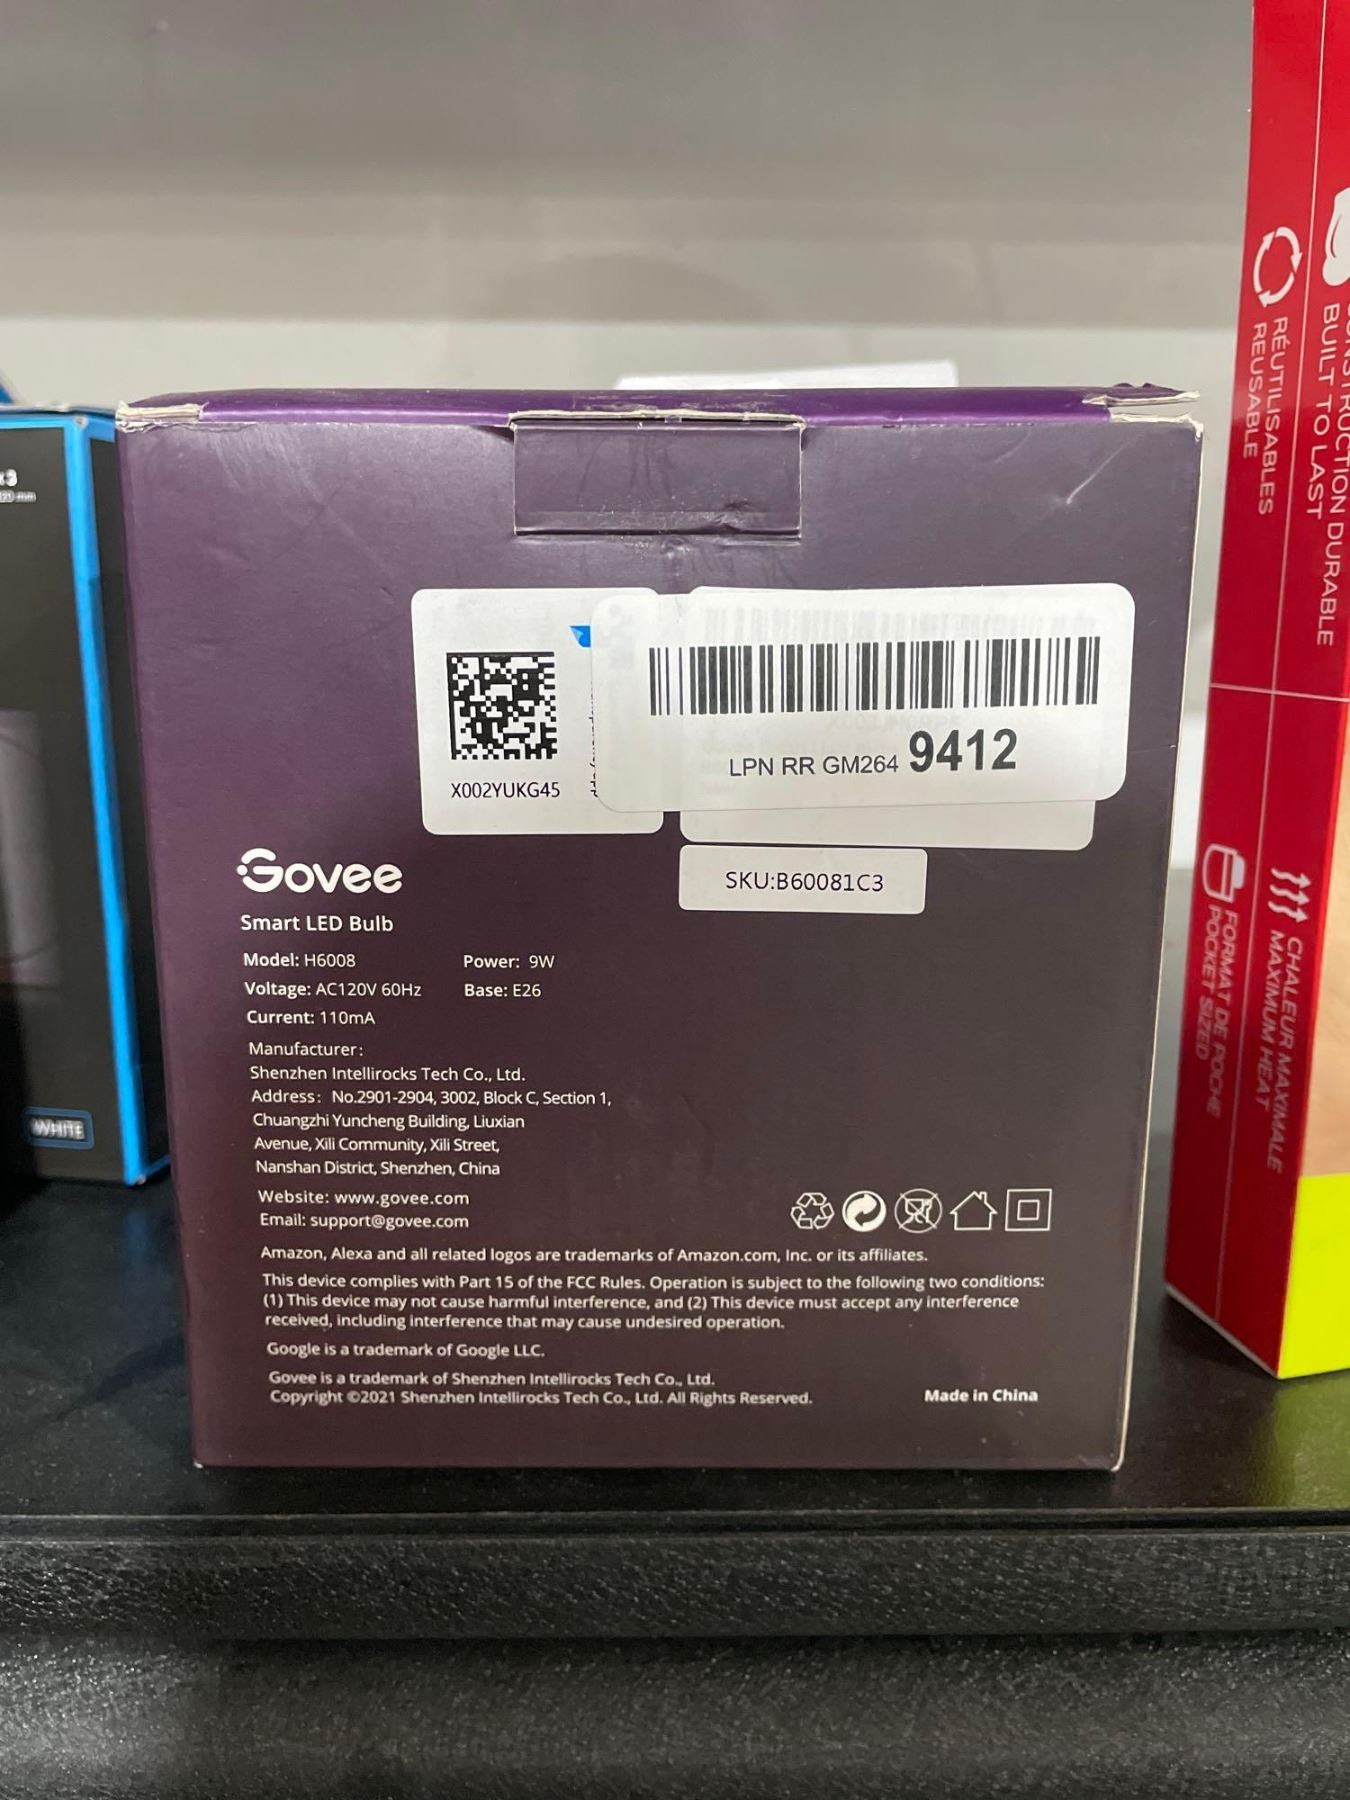 X002YUKG45
LPN RR GM264 9412
SKU:B60081C3
Govee
Smart LED Bulb
Model: H6008 Power: 9W
Voltage: AC120V 60Hz Base: E26
Current: 110mA
Manufacturer:
Shenzhen Intellirocks Tech Co., Ltd.
Address: No.2901-2904, 3002, Block C, Section 1,
Chuangzhi Yuncheng Building, Liuxian
Avenue, Xili Community, Xili Street,
Nanshan District, Shenzhen, China
Website: www.govee.com
Email: support@govee.com
Amazon, Alexa and all related logos are trademarks of Amazon.com, Inc. or its affiliates.
This device complies with Part 15 of the FCC Rules. Operation is subject to the following two conditions:
(1) This device may not cause harmful interference, and (2) This device must accept any interference
received, including interference that may cause undesired operation.
Google is a trademark of Google LLC.
Govee is a trademark of Shenzhen Intellirocks Tech Co., Ltd.
Copyright ©2021 Shenzhen Intellirocks Tech Co., Ltd. All Rights Reserved.
Made in China
WHITE
RÉUTILISABLES
REUSABLE
CONSTRUCTION DURABLE
BUILT TO LAST
FORMAT DE POCHE
POCKET SIZED
CHALEUR MAXIMALE
MAXIMUM HEAT